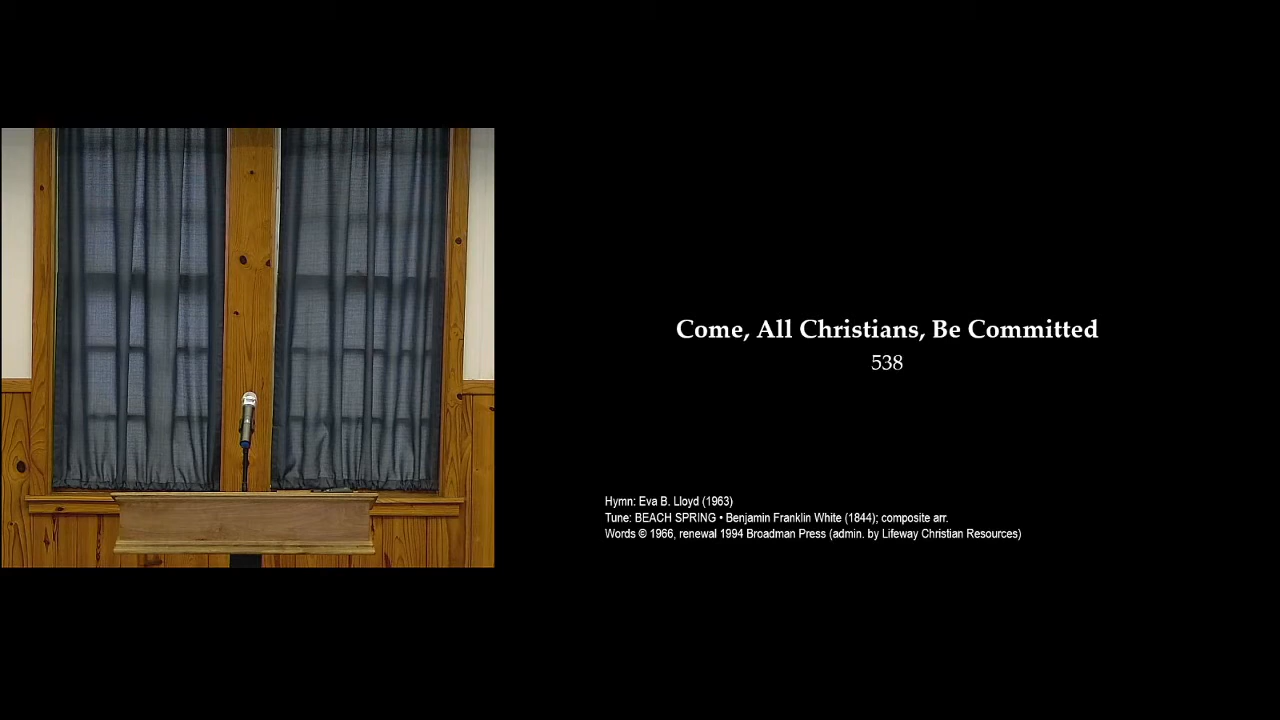 Come, All Christians, Be Committed
538
Hymn: Eva B. Lloyd (1963)
Tune: BEACH SPRING • Benjamin Franklin White (1844); composite arr.
Words © 1966, renewal 1994 Broadman Press (admin. by Lifeway Christian Resources)